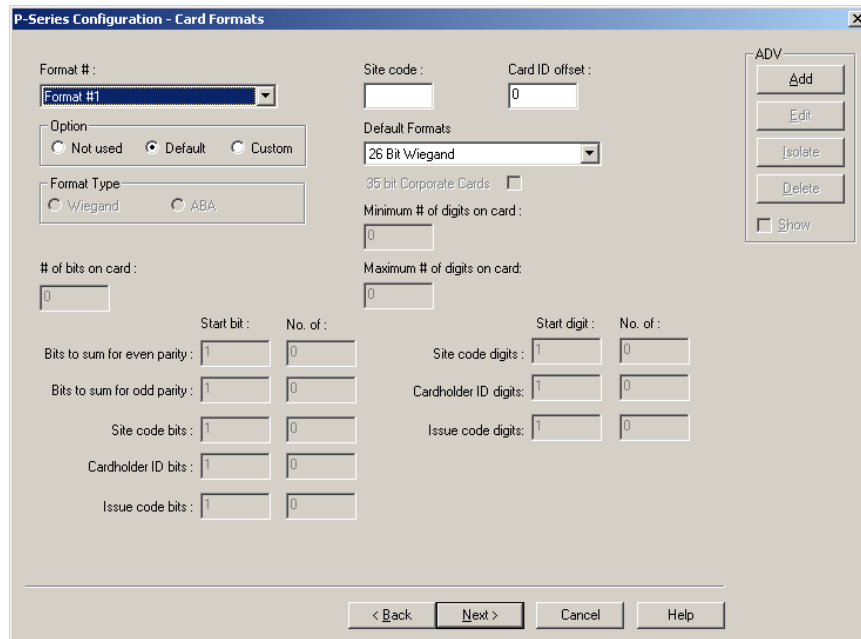 P-Series Configuration - Card Formats
Format # :
Format #1
Site code :
Card ID offset :
0
Option
Not used
Default
Custom
Default Formats
26 Bit Wiegand
Format Type
Wiegand
ABA
35 bit Corporate Cards
Minimum # of digits on card :
0
# of bits on card :
0
Maximum # of digits on card:
0
Start bit :
No. of :
Bits to sum for even parity :
1
0
Bits to sum for odd parity :
1
0
Site code bits :
1
0
Cardholder ID bits :
1
0
Issue code bits :
1
0
Start digit :
No. of :
Site code digits :
1
0
Cardholder ID digits:
1
0
Issue code digits:
1
0
ADV
Add
Edit
Isolate
Delete
Show
< Back
Next >
Cancel
Help